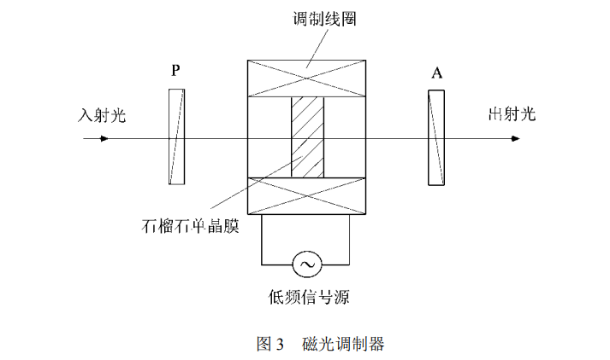 调制线圈
P
A
入射光
出射光
石榴石单晶膜
低频信号源
图3 磁光调制器